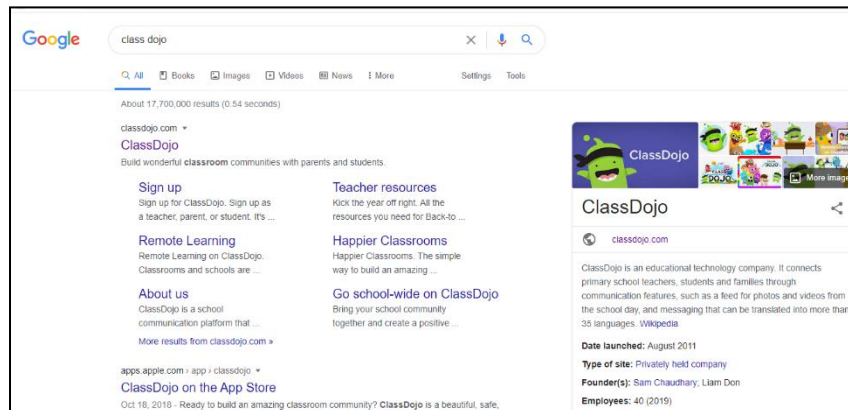 Google
class dojo
All Books Images Videos News More Settings Tools
About 17,700,000 results (0.54 seconds)
classdojo.com
ClassDojo
Build wonderful classroom communities with parents and students.
Sign up
Sign up for ClassDojo. Sign up as
a teacher, parent, or student. It's ...
Teacher resources
Kick the year off right. All the
resources you need for Back-to ...
Remote Learning
Remote Learning on ClassDojo.
Classrooms and schools are ...
Happier Classrooms
Happier Classrooms. The simple
way to build an amazing ...
About us
ClassDojo is a school
communication platform that ...
Go school-wide on ClassDojo
Bring your school community
together and create a positive ...
More results from classdojo.com »
apps.apple.com › app › classdojo
ClassDojo on the App Store
Oct 18, 2018 - Ready to build an amazing classroom community? ClassDojo is a beautiful, safe,
ClassDojo
More image
ClassDojo
classdojo.com
ClassDojo is an educational technology company. It connects
primary school teachers, students and families through
communication features, such as a feed for photos and videos from
the school day, and messaging that can be translated into more than
35 languages. Wikipedia
Date launched: August 2011
Type of site: Privately held company
Founder(s): Sam Chaudhary, Liam Don
Employees: 40 (2019)